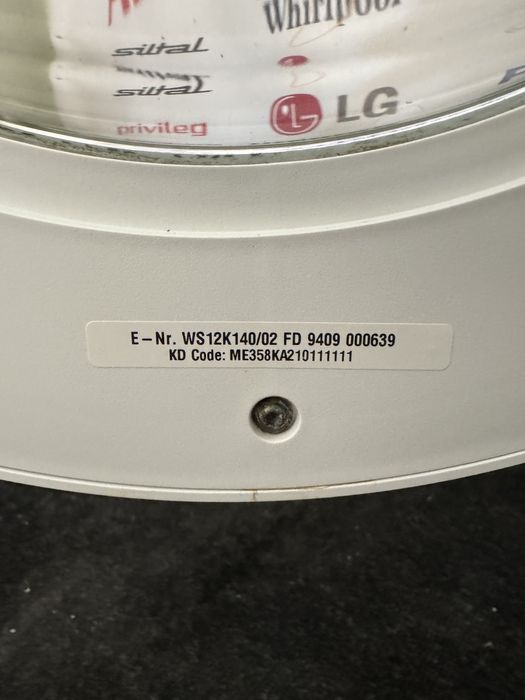 Whirlpool
siltal
siltal
privileg
LG
E-Nr. WS12K140/02 FD 9409 000639
KD Code: ME358KA210111111